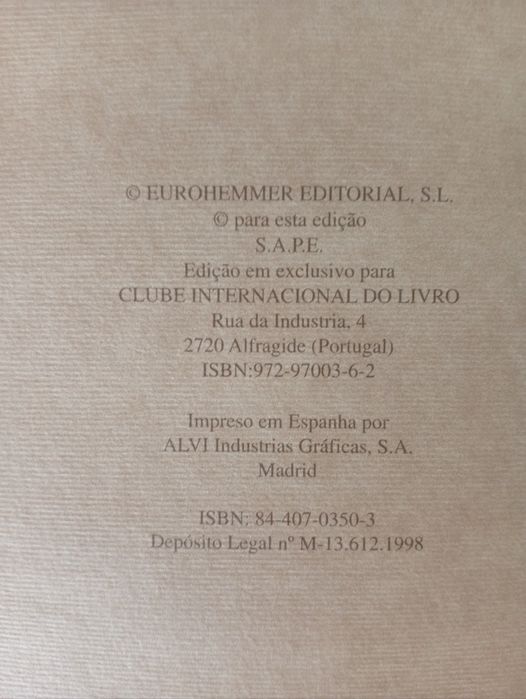 © EUROHEMMER EDITORIAL, S.L.
© para esta edição
S.A.P.E.
Edição em exclusivo para
CLUBE INTERNACIONAL DO LIVRO
Rua da Industria, 4
2720 Alfragide (Portugal)
ISBN:972-97003-6-2
Impreso em Espanha por
ALVI Industrias Gráficas, S.A.
Madrid
ISBN: 84-407-0350-3
Depósito Legal nº M-13.612.1998